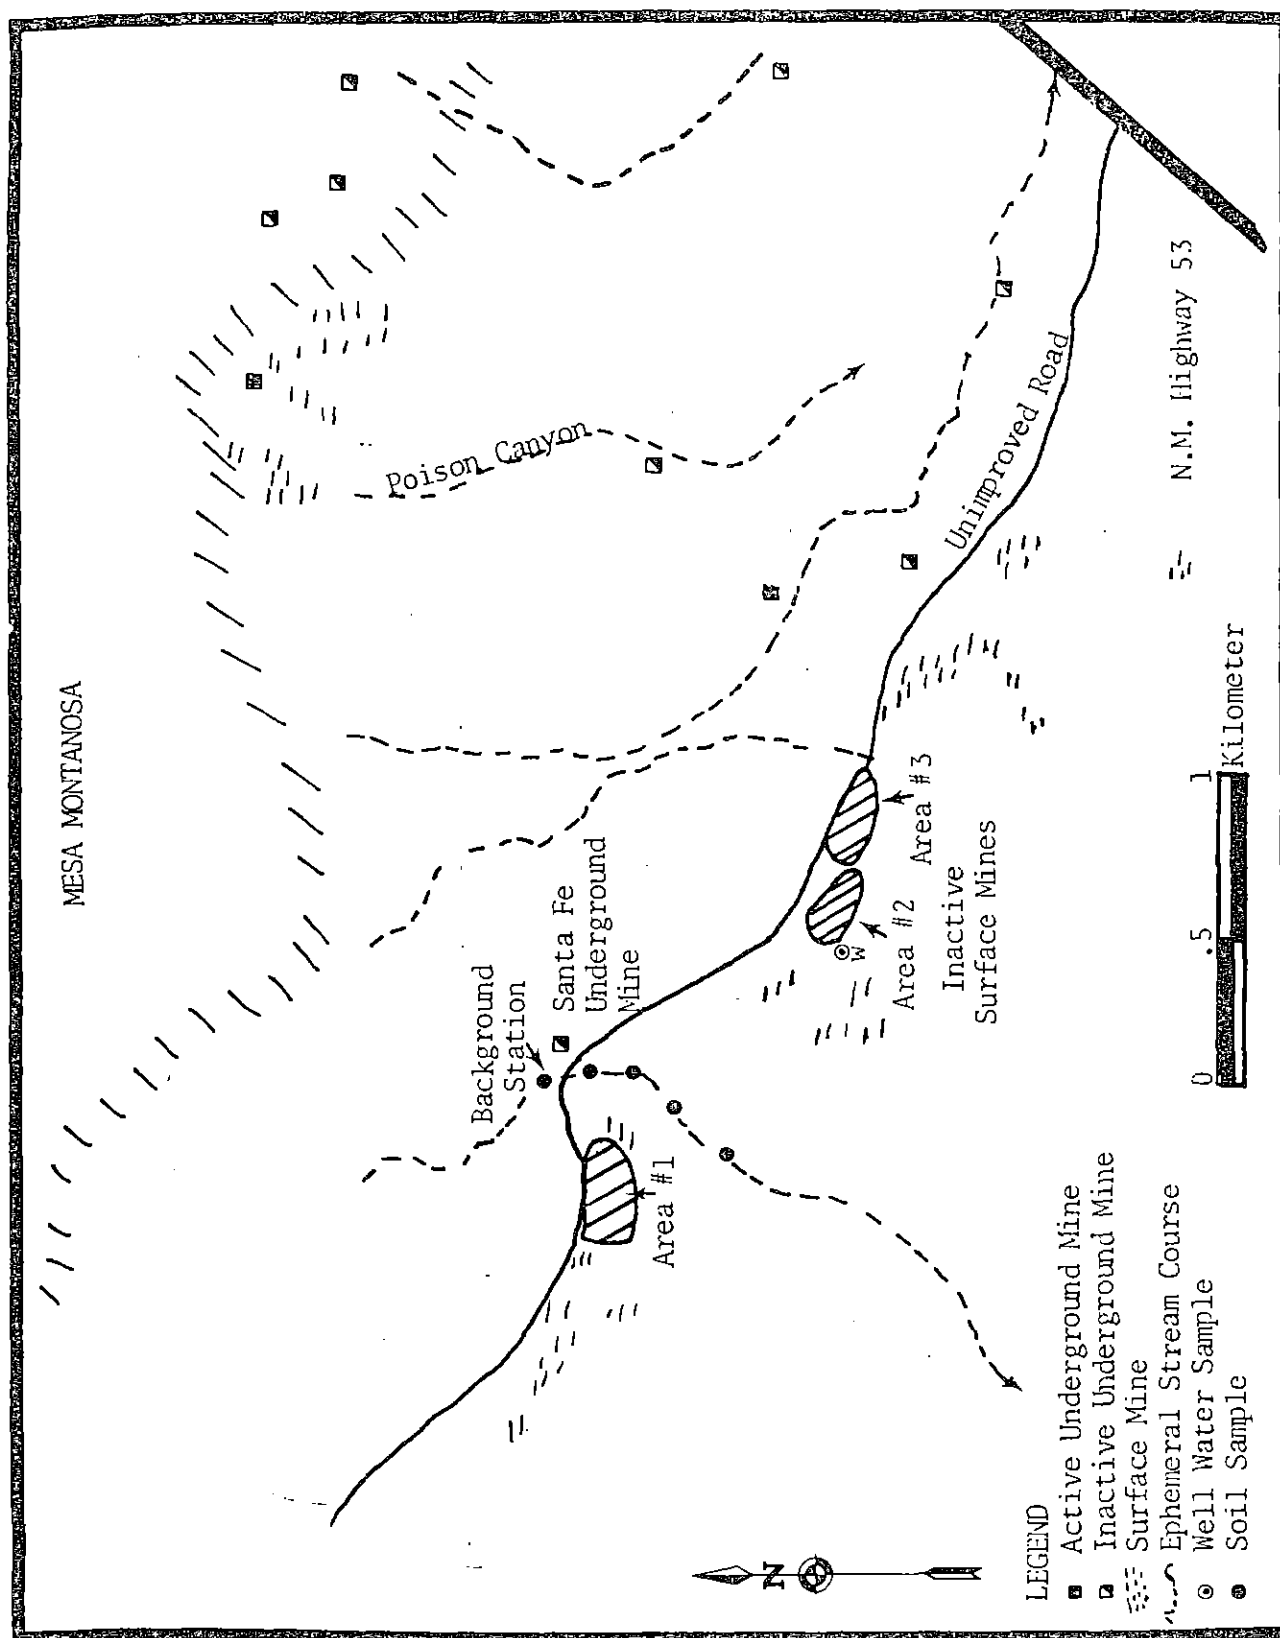 MESA MONTANOSA
Poison Canyon
Background
Station
Santa Fe
Underground
Mine
Area #1
Area #2
Area #3
Inactive
Surface Mines
W
Unimproved Road
N.M. Highway 53
N
0 .5 1
Kilometer
LEGEND
Active Underground Mine
Inactive Underground Mine
Surface Mine
Ephemeral Stream Course
Well Water Sample
Soil Sample